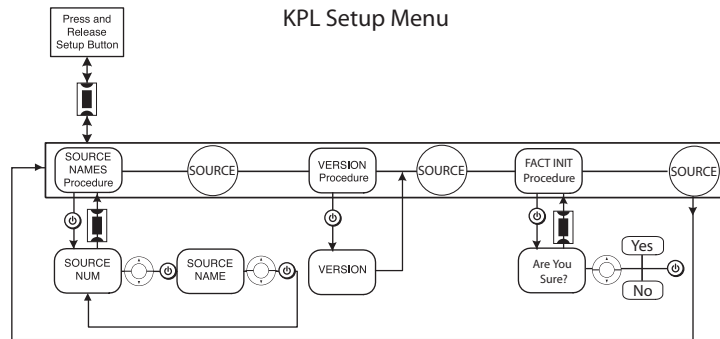 KPL Setup Menu
Press and
Release
Setup Button
SOURCE
NAMES
Procedure
SOURCE
VERSION
Procedure
SOURCE
FACT INIT
Procedure
SOURCE
SOURCE
NUM
SOURCE
NAME
VERSION
Are You
Sure?
Yes
No